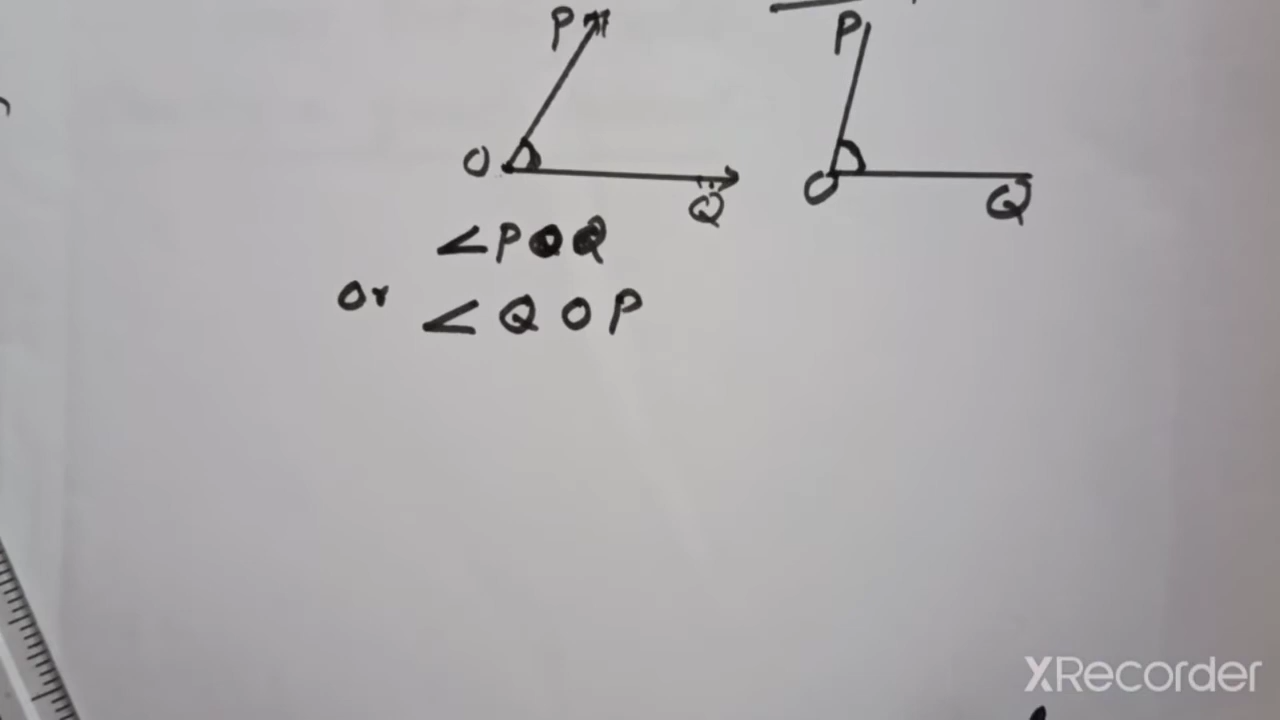 P P
O O
Q Q
∠POQ
or ∠QOP
XRecorder